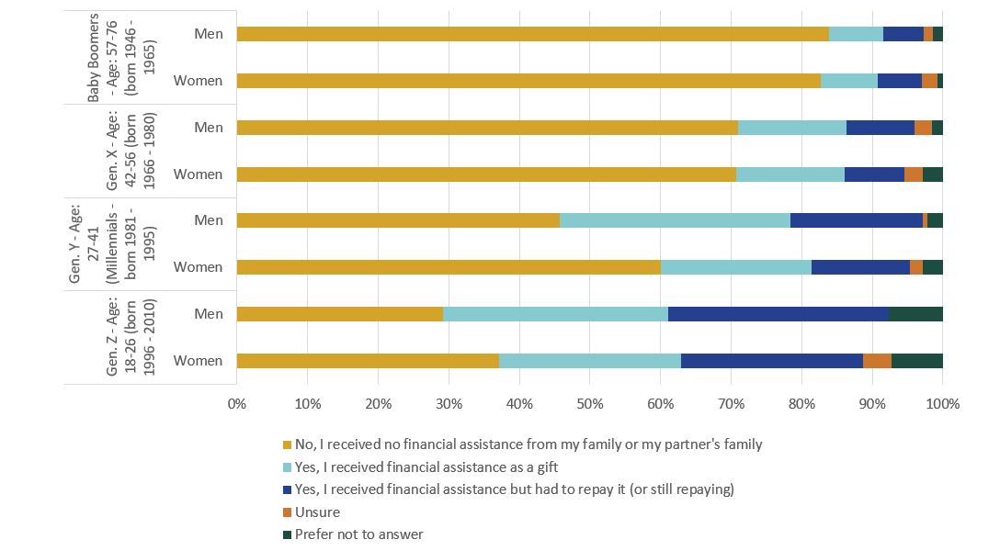 Baby Boomers
- Age: 57-76
(born 1946 -
1965)
Men
Women
Gen. X - Age:
42-56 (born
1966 - 1980)
Men
Women
Gen. Y - Age:
27-41
(Millennials -
born 1981 -
1995)
Men
Women
Gen. Z - Age:
18-26 (born
1996 - 2010)
Men
Women
0% 10% 20% 30% 40% 50% 60% 70% 80% 90% 100%
No, I received no financial assistance from my family or my partner's family
Yes, I received financial assistance as a gift
Yes, I received financial assistance but had to repay it (or still repaying)
Unsure
Prefer not to answer